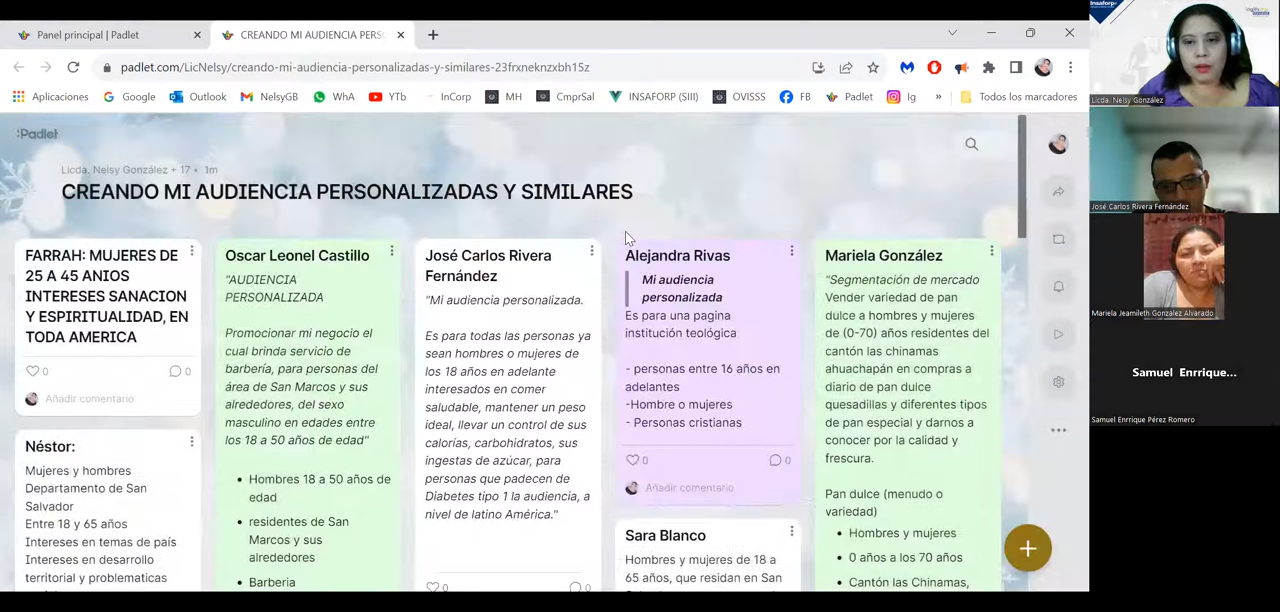 Panel principal | Padlet
CREANDO MI AUDIENCIA PERS
padlet.com/LicNelsy/creando-mi-audiencia-personalizadas-y-similares-23frxneknzxbh15z
Aplicaciones
Google
Outlook
NelsyGB
WhA
YTb
InCorp
MH
CmprSal
INSAFORP (SIII)
OVISSS
FB
Padlet
Ig
»
Todos los marcadores
:Padlet
Licda. Nelsy González + 17 • 1m
CREANDO MI AUDIENCIA PERSONALIZADAS Y SIMILARES
FARRAH: MUJERES DE
25 A 45 ANIOS
INTERESES SANACION
Y ESPIRITUALIDAD, EN
TODA AMERICA
0
0
Añadir comentario
Néstor:
Mujeres y hombres
Departamento de San
Salvador
Entre 18 y 65 años
Intereses en temas de país
Intereses en desarrollo
territorial y problematicas
Oscar Leonel Castillo
"AUDIENCIA
PERSONALIZADA
Promocionar mi negocio el
cual brinda servicio de
barbería, para personas del
área de San Marcos y sus
alrededores, del sexo
masculino en edades entre
los 18 a 50 años de edad"
• Hombres 18 a 50 años de
edad
• residentes de San
Marcos y sus
alrededores
• Barberia
José Carlos Rivera
Fernández
"Mi audiencia personalizada.
Es para todas las personas ya
sean hombres o mujeres de
los 18 años en adelante
interesados en comer
saludable, mantener un peso
ideal, llevar un control de sus
calorías, carbohidratos, sus
ingestas de azúcar, para
personas que padecen de
Diabetes tipo 1 la audiencia, a
nivel de latino América."
0
0
Alejandra Rivas
Mi audiencia
personalizada
Es para una pagina
institución teológica
- personas entre 16 años en
adelantes
-Hombre o mujeres
- Personas cristianas
0
0
Añadir comentario
Sara Blanco
Hombres y mujeres de 18 a
65 años, que residan en San
Mariela González
"Segmentación de mercado
Vender variedad de pan
dulce a hombres y mujeres
de (0-70) años residentes del
cantón las chinamas
ahuachapán en compras a
diario de pan dulce
quesadillas y diferentes tipos
de pan especial y darnos a
conocer por la calidad y
frescura.
Pan dulce (menudo o
variedad)
• Hombres y mujeres
• 0 años a los 70 años
• Cantón las Chinamas,
Insaforp
Licda. Nelsy González
José Carlos Rivera Fernández
Mariela Jeamileth González Alvarado
Samuel Enrrique...
Samuel Enrrique Pérez Romero